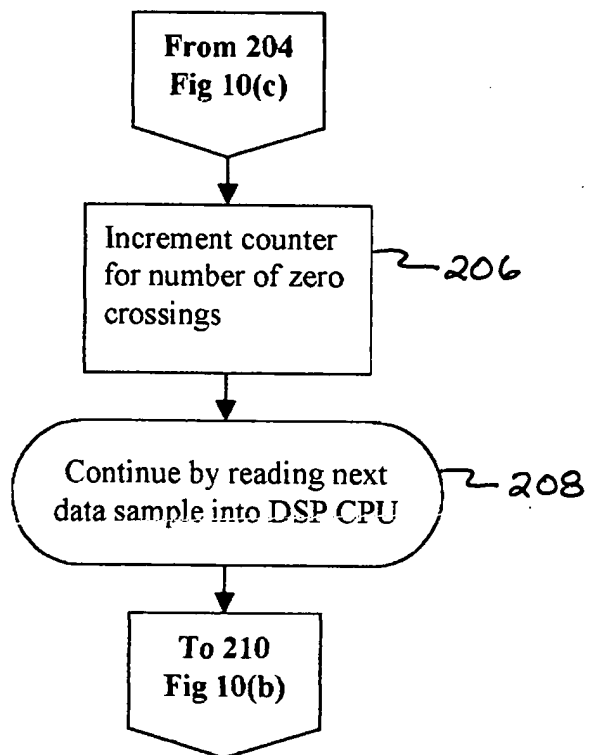 From 204
Fig 10(c)
Increment counter
for number of zero
crossings
206
Continue by reading next
data sample into DSP CPU
208
To 210
Fig 10(b)